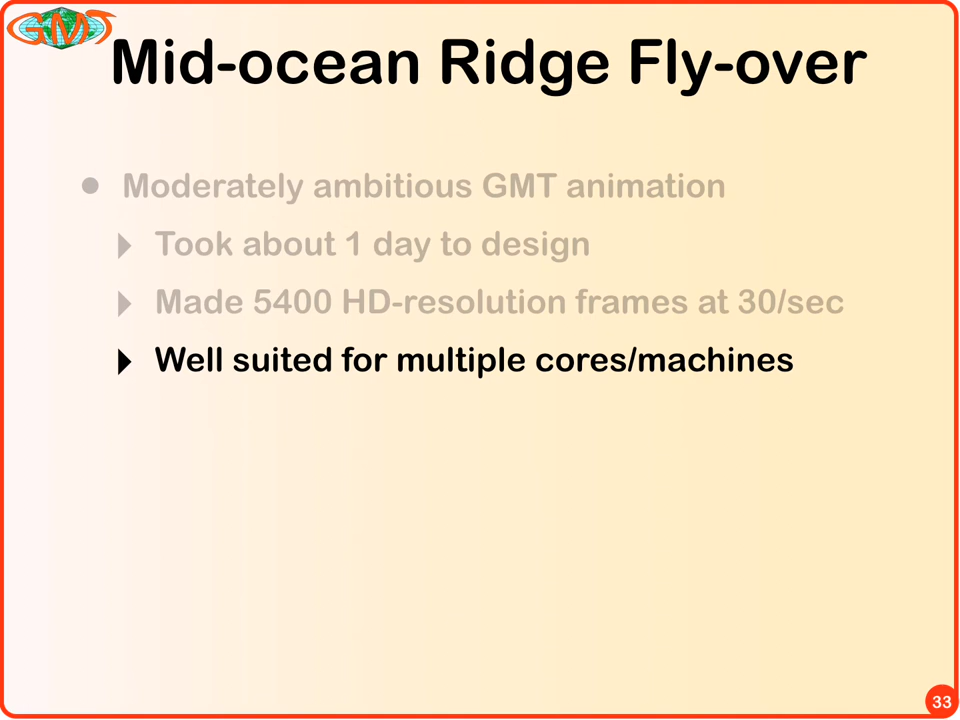 GMT
Mid-ocean Ridge Fly-over
• Moderately ambitious GMT animation
‣ Took about 1 day to design
‣ Made 5400 HD-resolution frames at 30/sec
‣ Well suited for multiple cores/machines
33